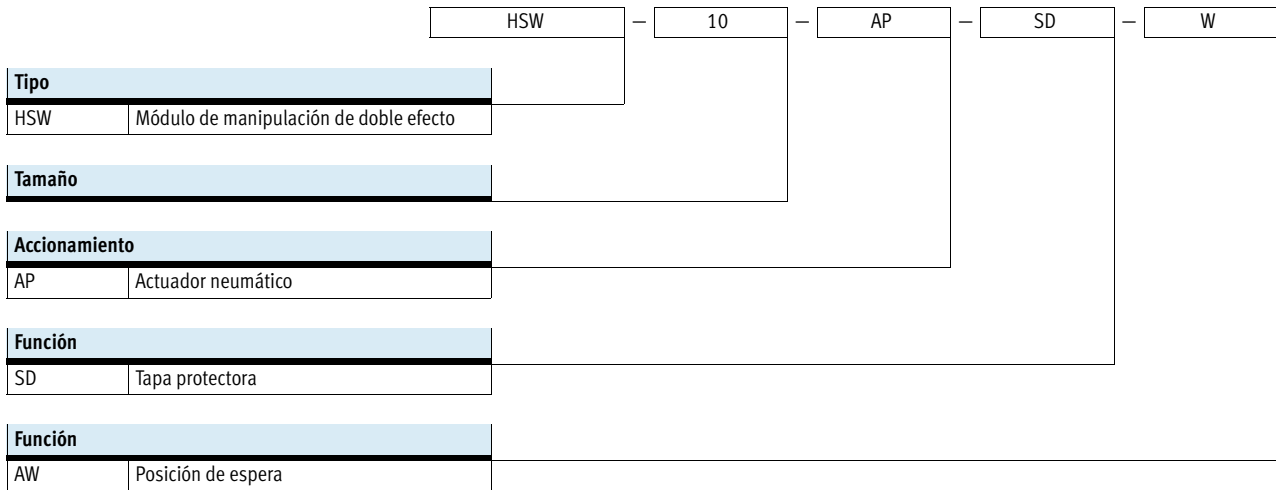 HSW – 10 – AP – SD – W
Tipo
HSW Módulo de manipulación de doble efecto
Tamaño
Accionamiento
AP Actuador neumático
Función
SD Tapa protectora
Función
AW Posición de espera